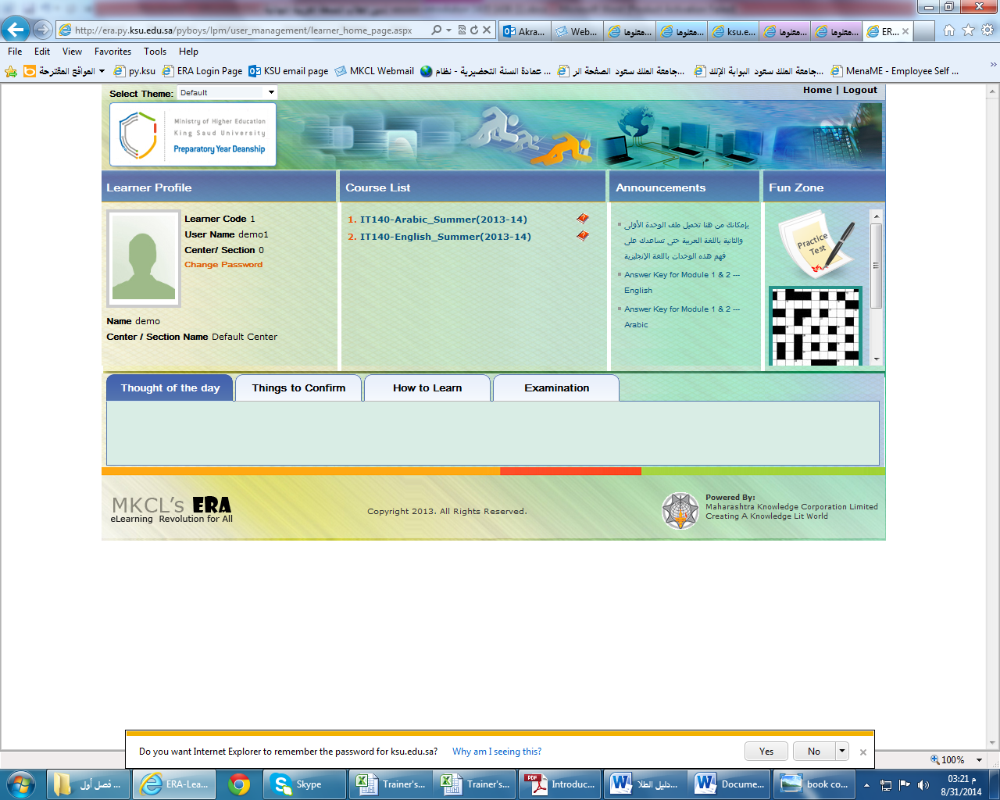 http://era.py.ksu.edu.sa/pyboys/lpm/user_management/learner_home_page.aspx
Akra...
Web...
ksu.e...
ER...
File Edit View Favorites Tools Help
المواقع المقترحة
py.ksu
ERA Login Page
KSU email page
MKCL Webmail
عمادة السنة التحضيرية - نظام ...
جامعة الملك سعود الصفحة الر...
جامعة الملك سعود البوابة الإلك...
MenaME - Employee Self ...
Select Theme: Default
Home | Logout
Ministry of Higher Education
King Saud University
Preparatory Year Deanship
Learner Profile
Learner Code 1
User Name demo1
Center/ Section 0
Change Password
Name demo
Center / Section Name Default Center
Course List
1. IT140-Arabic_Summer(2013-14)
2. IT140-English_Summer(2013-14)
Announcements
بإمكانك من هنا تحميل ملف الوحدة الأولى
والثانية باللغة العربية حتى تساعدك على
فهم هذه الوحدات باللغة الإنجليزية
Answer Key for Module 1 & 2 ---
English
Answer Key for Module 1 & 2 ---
Arabic
Fun Zone
Practice
Test
Thought of the day
Things to Confirm
How to Learn
Examination
MKCL's ERA
eLearning Revolution for All
Copyright 2013. All Rights Reserved.
Powered By:
Maharashtra Knowledge Corporation Limited
Creating A Knowledge Lit World
Do you want Internet Explorer to remember the password for ksu.edu.sa? Why am I seeing this?
Yes
No
100%
فصل أول ...
ERA-Lea...
Skype
Trainer's...
Trainer's...
Introduc...
دليل الطلا...
Docume...
book co...
03:21 م
8/31/2014